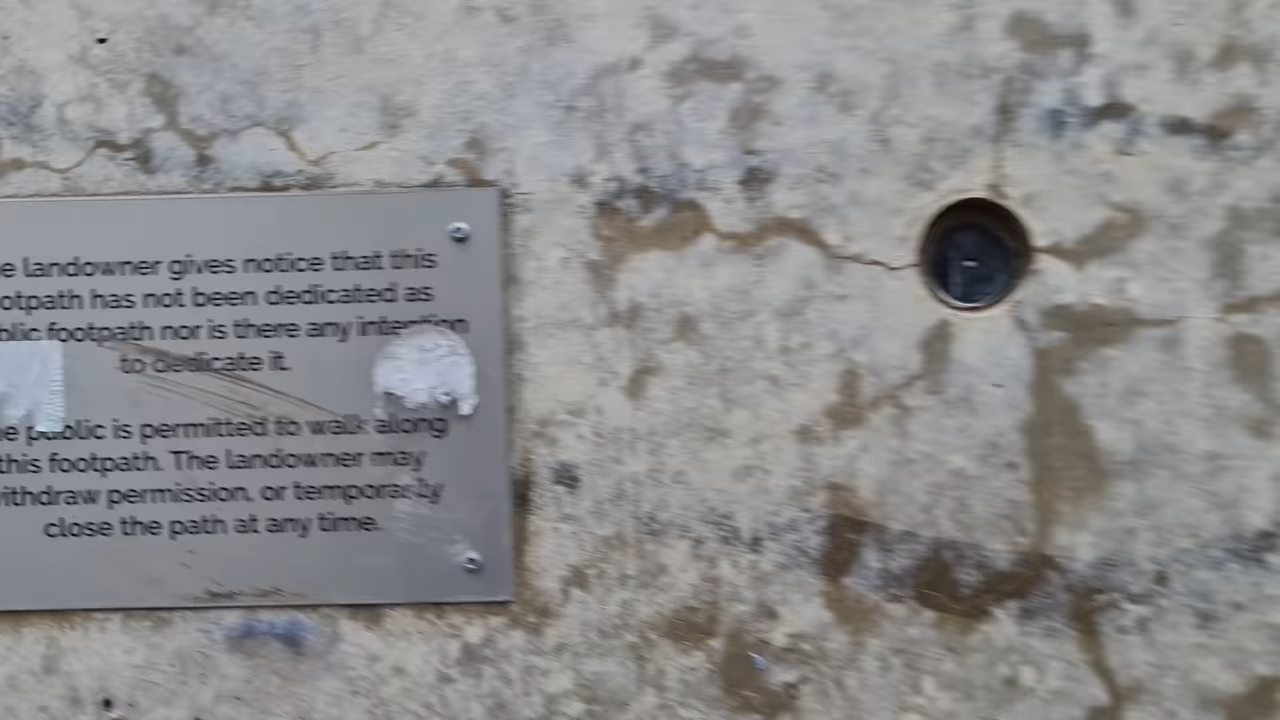 e landowner gives notice that this
otpath has not been dedicated as
blic footpath nor is there any intention
to dedicate it.
e public is permitted to walk along
this footpath. The landowner may
ithdraw permission, or temporarily
close the path at any time.